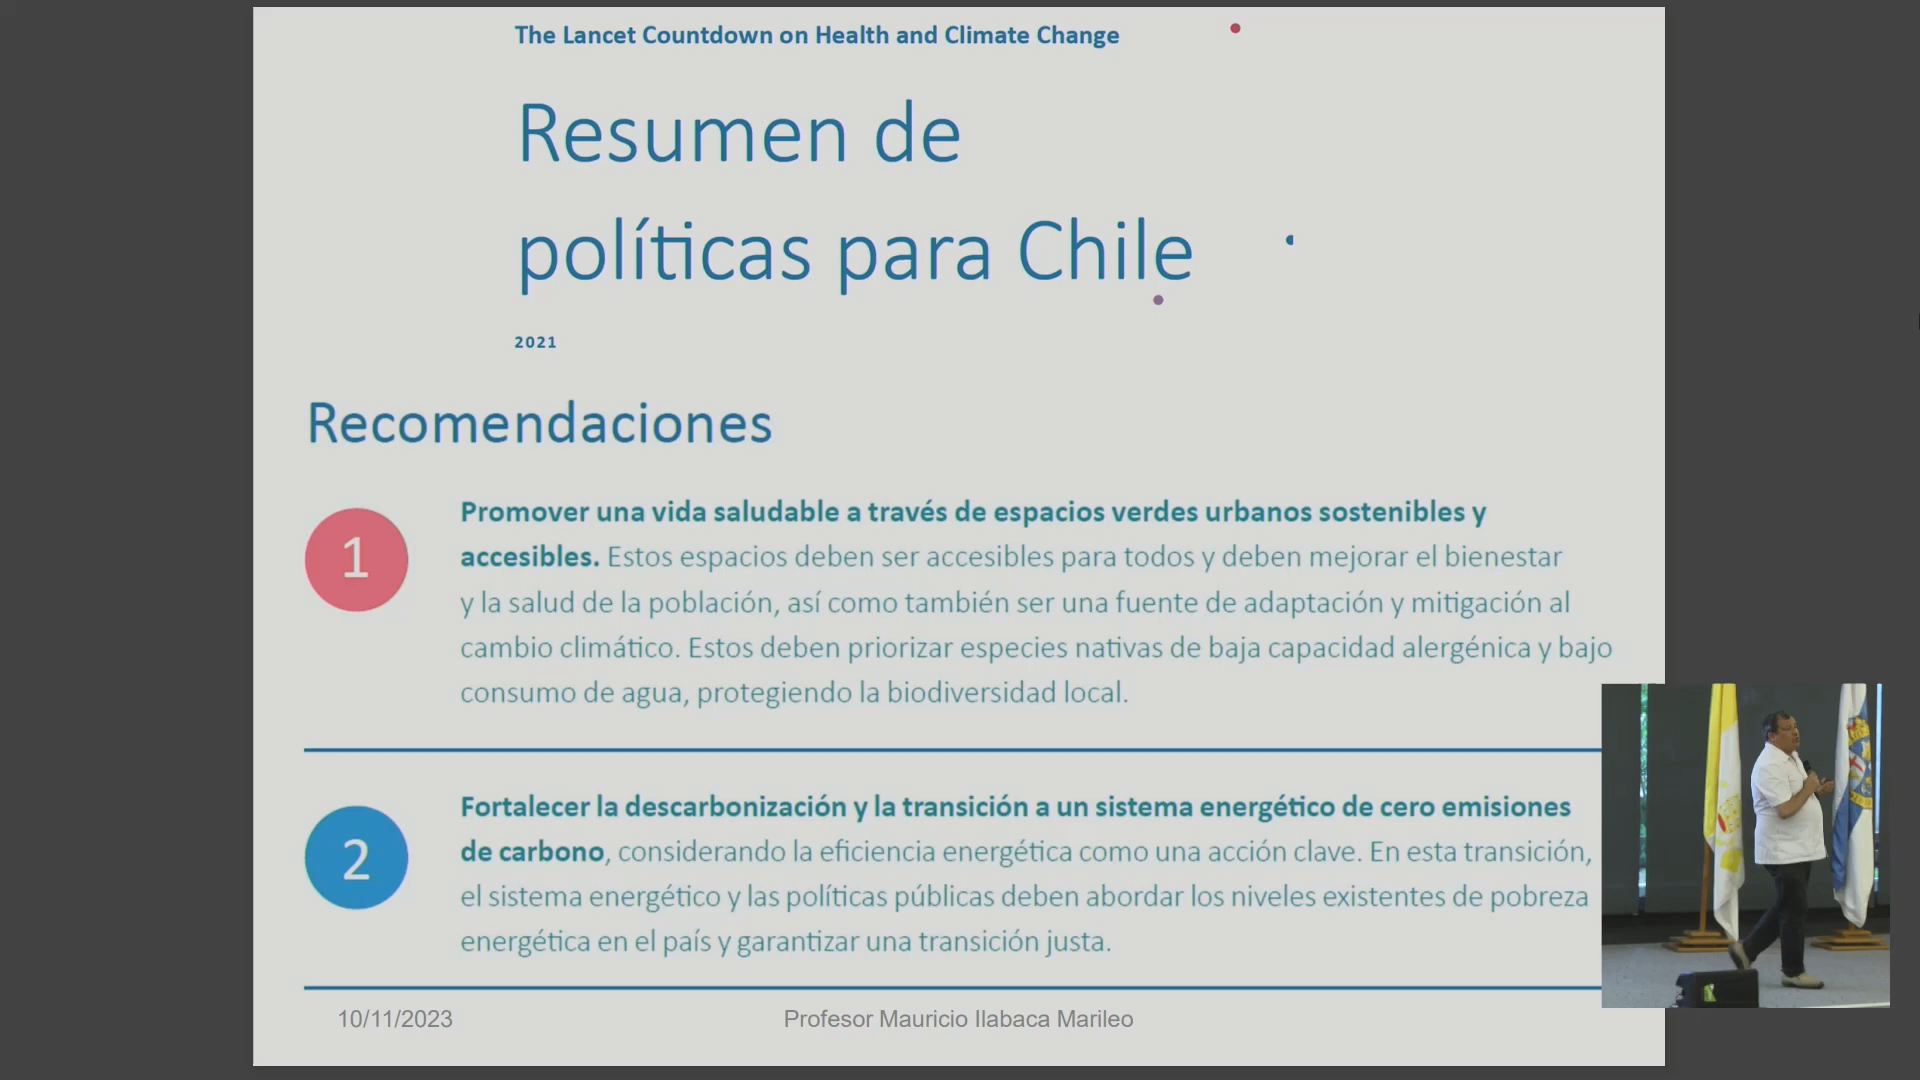 The Lancet Countdown on Health and Climate Change
Resumen de
políticas para Chile
2021
Recomendaciones
1
Promover una vida saludable a través de espacios verdes urbanos sostenibles y
accesibles. Estos espacios deben ser accesibles para todos y deben mejorar el bienestar
y la salud de la población, así como también ser una fuente de adaptación y mitigación al
cambio climático. Estos deben priorizar especies nativas de baja capacidad alergénica y bajo
consumo de agua, protegiendo la biodiversidad local.
2
Fortalecer la descarbonización y la transición a un sistema energético de cero emisiones
de carbono, considerando la eficiencia energética como una acción clave. En esta transición,
el sistema energético y las políticas públicas deben abordar los niveles existentes de pobreza
energética en el país y garantizar una transición justa.
10/11/2023
Profesor Mauricio Ilabaca Marileo